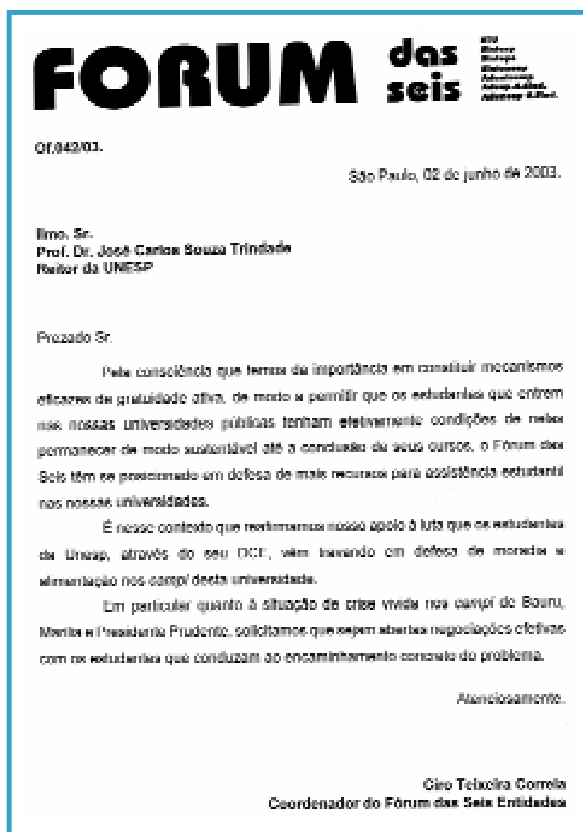 FORUM das seis
Of.042/03.
São Paulo, 02 de junho de 2003.
Ilmo. Sr.
Prof. Dr. José Carlos Souza Trindade
Reitor da UNESP
Prezado Sr.
Pela consciência que temos da importância em constituir mecanismos
eficazes de gratuidade ativa, de modo a permitir que os estudantes que entrem
nas nossas universidades públicas tenham efetivamente condições de nelas
permanecer de modo sustentável até a conclusão de seus cursos, o Fórum das
Seis têm se posicionado em defesa de mais recursos para assistência estudantil
nas nossas universidades.
É nesse contexto que reafirmamos nosso apoio à luta que os estudantes
da Unesp, através do seu DCE, vêm travando em defesa de moradia e
alimentação nos campi desta universidade.
Em particular quanto à situação de crise vivida nos campi de Bauru,
Marília e Presidente Prudente, solicitamos que sejam abertas negociações efetivas
com os estudantes que conduzam ao encaminhamento concreto do problema.
Atenciosamente.
Ciro Teixeira Correia
Coordenador do Fórum das Seis Entidades